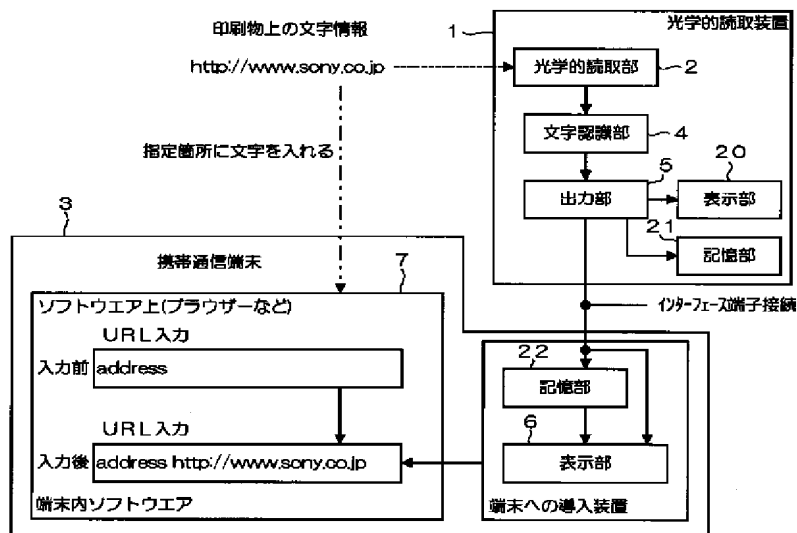 印刷物上の文字情報
http://www.sony.co.jp
指定箇所に文字を入れる
1
光学的読取装置
光学的読取部
2
文字認識部
4
5
出力部
20
表示部
21
記憶部
インターフェース端子接続
3
携帯通信端末
7
ソフトウエア上(ブラウザーなど)
URL入力
入力前 address
URL入力
入力後 address http://www.sony.co.jp
端末内ソフトウエア
22
記憶部
6
表示部
端末への導入装置